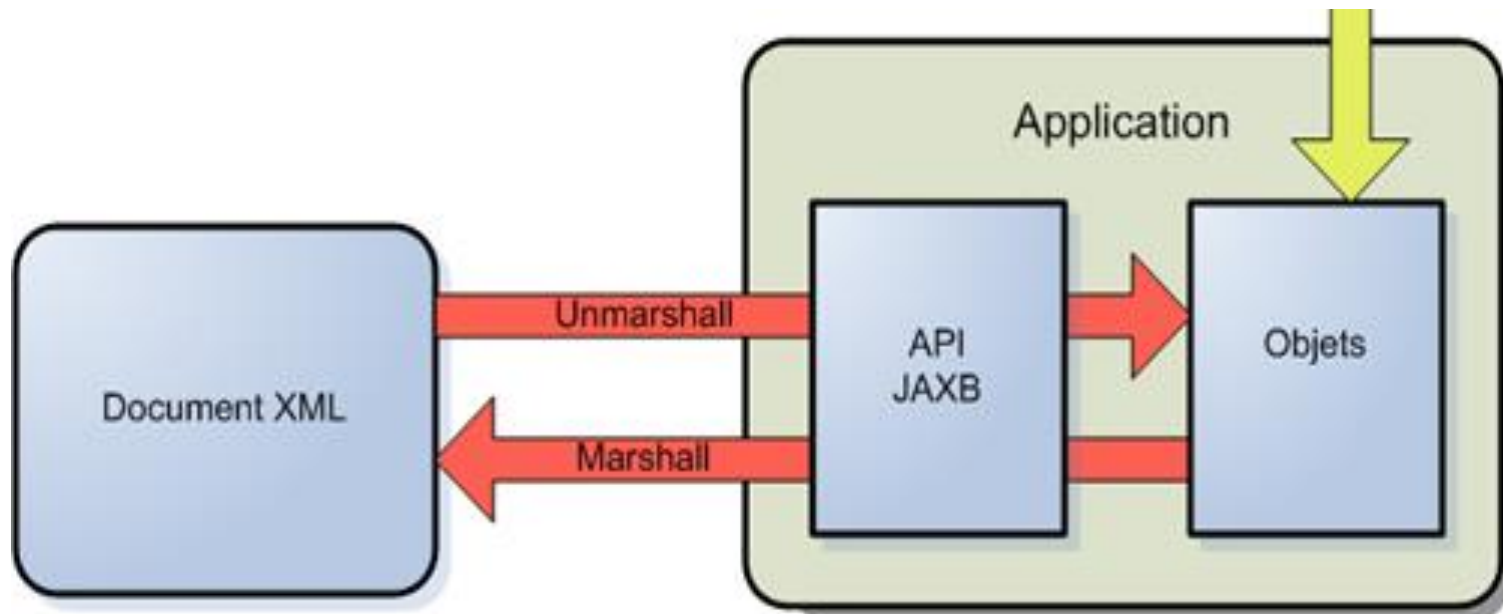 Application
Unmarshall
API
JAXB
Objets
Document XML
Marshall